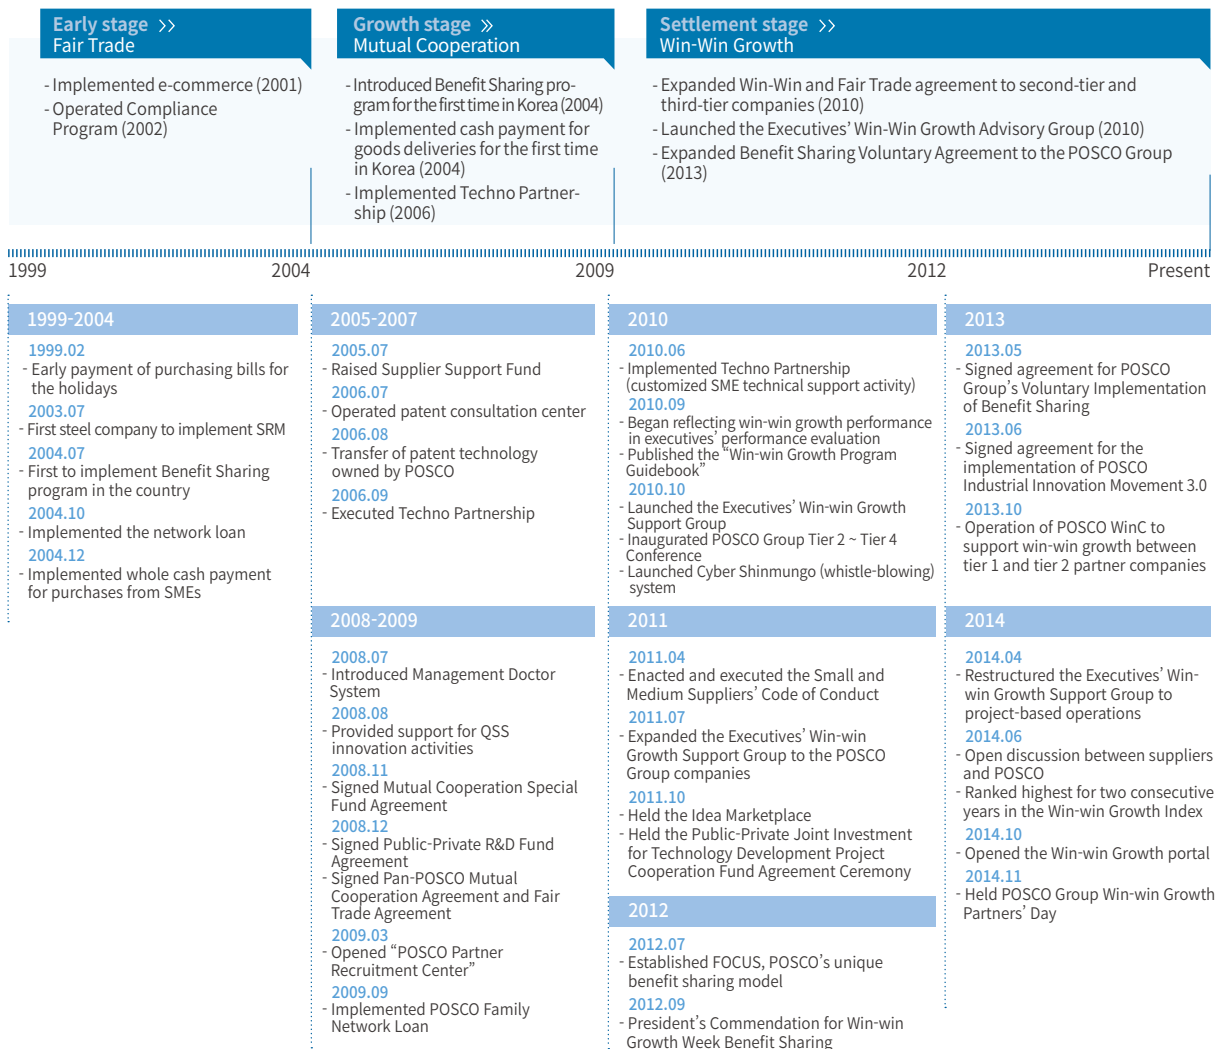 Early stage >>
Fair Trade
- Implemented e-commerce (2001)
- Operated Compliance
Program (2002)
Growth stage >>
Mutual Cooperation
- Introduced Benefit Sharing pro-
gram for the first time in Korea (2004)
- Implemented cash payment for
goods deliveries for the first time
in Korea (2004)
- Implemented Techno Partner-
ship (2006)
Settlement stage >>
Win-Win Growth
- Expanded Win-Win and Fair Trade agreement to second-tier and
third-tier companies (2010)
- Launched the Executives’ Win-Win Growth Advisory Group (2010)
- Expanded Benefit Sharing Voluntary Agreement to the POSCO Group
(2013)
1999 2004 2009 2012 Present
1999-2004
1999.02
- Early payment of purchasing bills for
the holidays
2003.07
- First steel company to implement SRM
2004.07
- First to implement Benefit Sharing
program in the country
2004.10
- Implemented the network loan
2004.12
- Implemented whole cash payment
for purchases from SMEs
2005-2007
2005.07
- Raised Supplier Support Fund
2006.07
- Operated patent consultation center
2006.08
- Transfer of patent technology
owned by POSCO
2006.09
- Executed Techno Partnership
2008-2009
2008.07
- Introduced Management Doctor
System
2008.08
- Provided support for QSS
innovation activities
2008.11
- Signed Mutual Cooperation Special
Fund Agreement
2008.12
- Signed Public-Private R&D Fund
Agreement
- Signed Pan-POSCO Mutual
Cooperation Agreement and Fair
Trade Agreement
2009.03
- Opened “POSCO Partner
Recruitment Center”
2009.09
- Implemented POSCO Family
Network Loan
2010
2010.06
- Implemented Techno Partnership
(customized SME technical support activity)
2010.09
- Began reflecting win-win growth performance
in executives’ performance evaluation
- Published the “Win-win Growth Program
Guidebook”
2010.10
- Launched the Executives’ Win-win Growth
Support Group
- Inaugurated POSCO Group Tier 2 ~ Tier 4
Conference
- Launched Cyber Shinmungo (whistle-blowing)
system
2011
2011.04
- Enacted and executed the Small and
Medium Suppliers’ Code of Conduct
2011.07
- Expanded the Executives’ Win-win
Growth Support Group to the POSCO
Group companies
2011.10
- Held the Idea Marketplace
- Held the Public-Private Joint Investment
for Technology Development Project
Cooperation Fund Agreement Ceremony
2012
2012.07
- Established FOCUS, POSCO’s unique
benefit sharing model
2012.09
- President’s Commendation for Win-win
Growth Week Benefit Sharing
2013
2013.05
- Signed agreement for POSCO
Group’s Voluntary Implementation
of Benefit Sharing
2013.06
- Signed agreement for the
implementation of POSCO
Industrial Innovation Movement 3.0
2013.10
- Operation of POSCO WinC to
support win-win growth between
tier 1 and tier 2 partner companies
2014
2014.04
- Restructured the Executives’ Win-
win Growth Support Group to
project-based operations
2014.06
- Open discussion between suppliers
and POSCO
- Ranked highest for two consecutive
years in the Win-win Growth Index
2014.10
- Opened the Win-win Growth portal
2014.11
- Held POSCO Group Win-win Growth
Partners’ Day